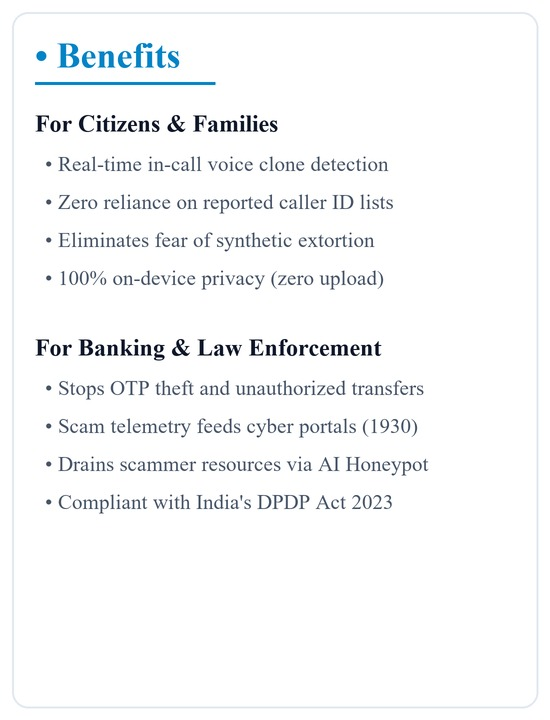 • Benefits
For Citizens & Families
• Real-time in-call voice clone detection
• Zero reliance on reported caller ID lists
• Eliminates fear of synthetic extortion
• 100% on-device privacy (zero upload)
For Banking & Law Enforcement
• Stops OTP theft and unauthorized transfers
• Scam telemetry feeds cyber portals (1930)
• Drains scammer resources via AI Honeypot
• Compliant with India's DPDP Act 2023